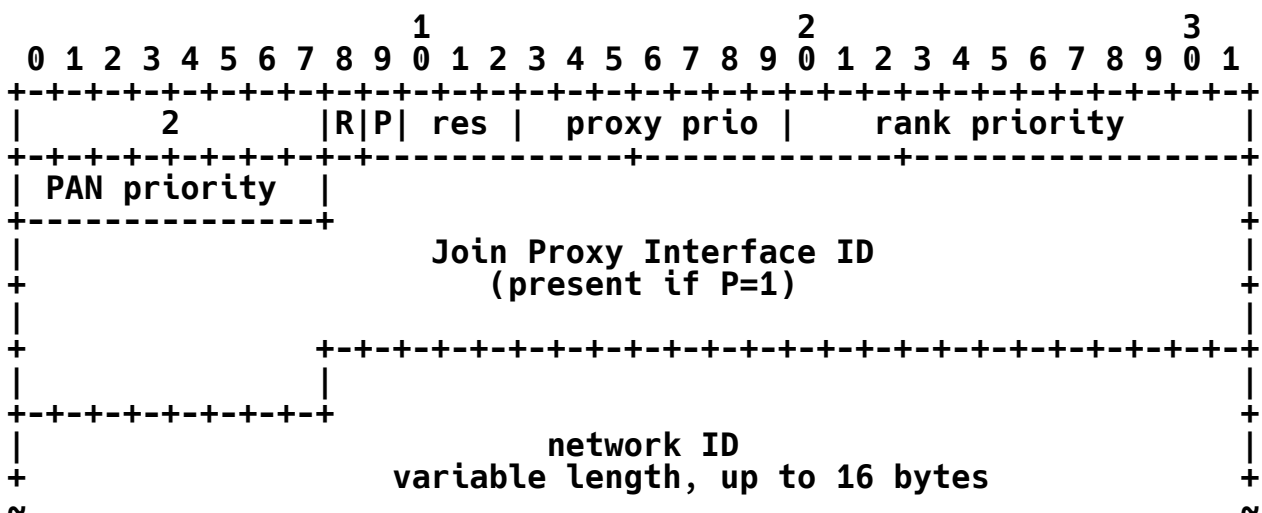 1                   2                   3
 0 1 2 3 4 5 6 7 8 9 0 1 2 3 4 5 6 7 8 9 0 1 2 3 4 5 6 7 8 9 0 1
+-+-+-+-+-+-+-+-+-+-+-+-+-+-+-+-+-+-+-+-+-+-+-+-+-+-+-+-+-+-+-+-+
|       2       |R|P| res |  proxy prio |    rank priority      |
+-+-+-+-+-+-+-+-+-+-------------+-------------+-----------------+
| PAN priority  |                                               |
+---------------+                                               +
|                     Join Proxy Interface ID                   |
+                        (present if P=1)                       +
|                                                               |
+               +-+-+-+-+-+-+-+-+-+-+-+-+-+-+-+-+-+-+-+-+-+-+-+-+
|               |                                               |
+-+-+-+-+-+-+-+-+                                               +
|                           network ID                          |
+                   variable length, up to 16 bytes             +
~                                                               ~